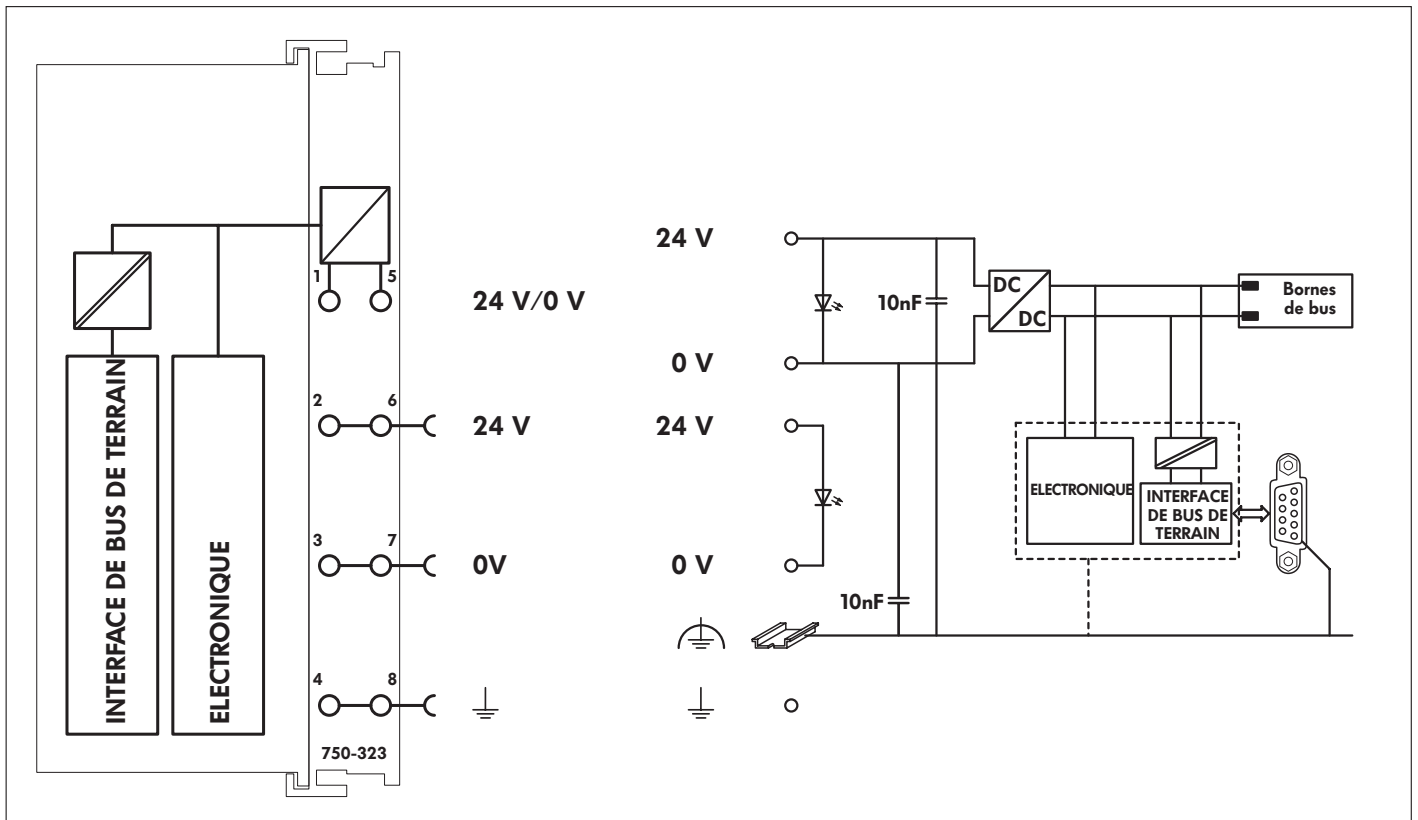 INTERFACE DE BUS DE TERRAIN
ELECTRONIQUE
1 5
2 6
3 7
4 8
750-323
24 V/0 V
24 V
0V
24 V
0 V
24 V
0 V
10nF
10nF
DC
DC
Bornes
de bus
ELECTRONIQUE
INTERFACE
DE BUS DE
TERRAIN